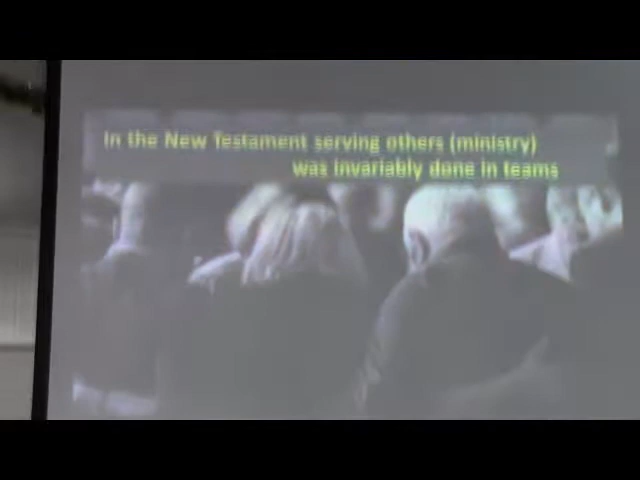 In the New Testament serving others (ministry)
was invariably done in teams